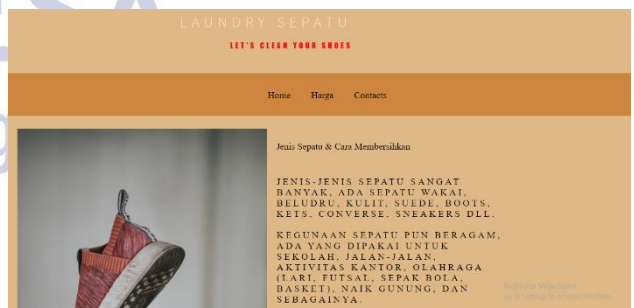 LAUNDRY SEPATU
LET'S CLEAN YOUR SHOES
Home Harga Contacts
Jenis Sepatu & Cara Membersihkan
JENIS-JENIS SEPATU SANGAT
BANYAK, ADA SEPATU WAKAI,
BELUDRU, KULIT, SUEDE, BOOTS,
KETS, CONVERSE, SNEAKERS DLL.
KEGUNAAN SEPATU PUN BERAGAM,
ADA YANG DIPAKAI UNTUK
SEKOLAH, JALAN-JALAN,
AKTIVITAS KANTOR, OLAHRAGA
(LARI, FUTSAL, SEPAK BOLA,
BASKET), NAIK GUNUNG, DAN
SEBAGAINYA.
Activate Windows